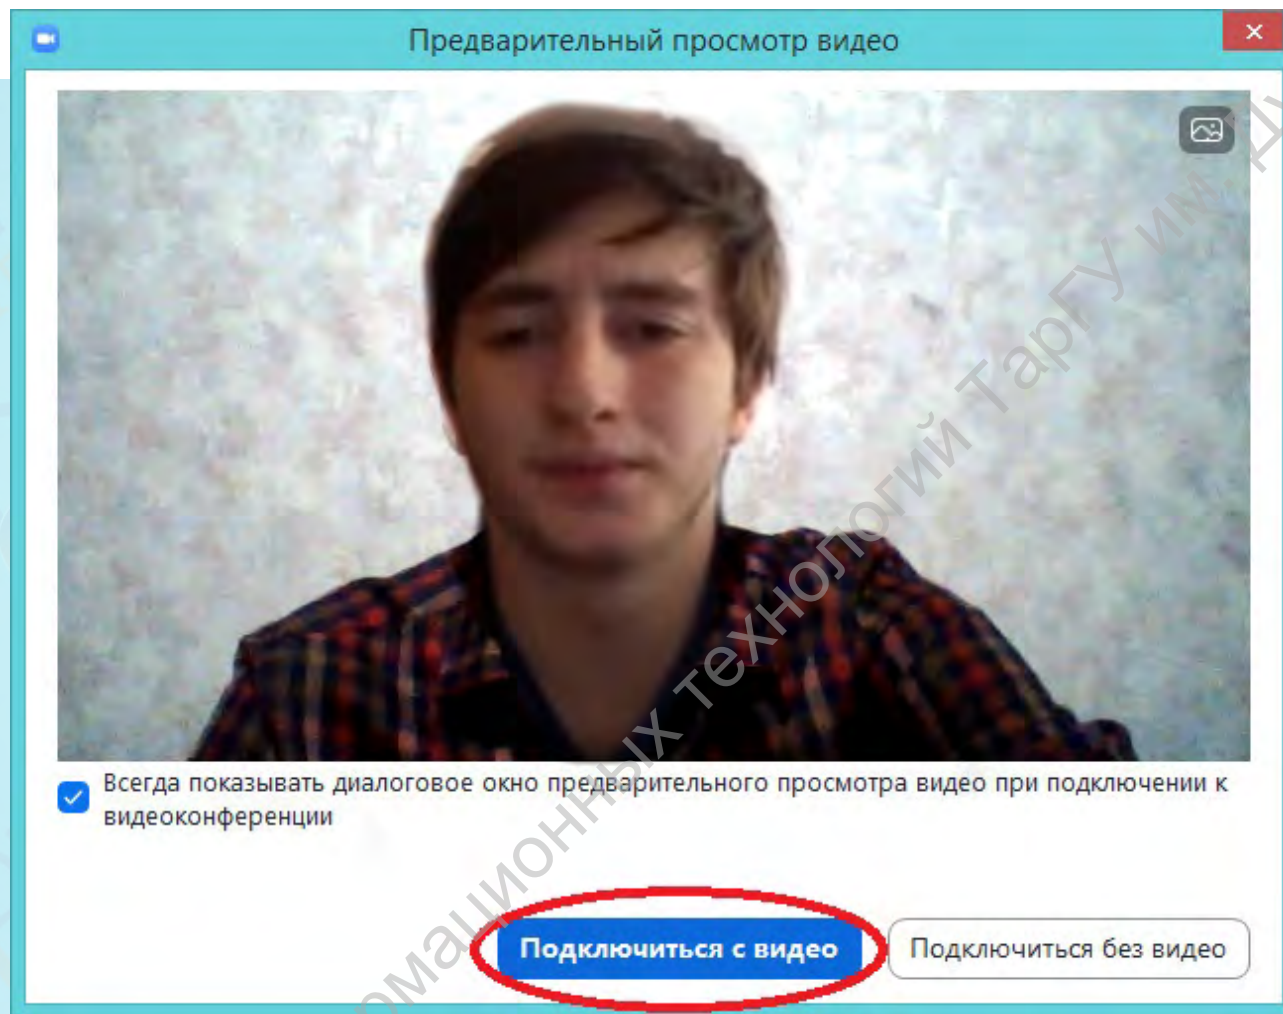 Предварительный просмотр видео
Всегда показывать диалоговое окно предварительного просмотра видео при подключении к
видеоконференции
Подключиться с видео
Подключиться без видео
технологий ТарГУ им.